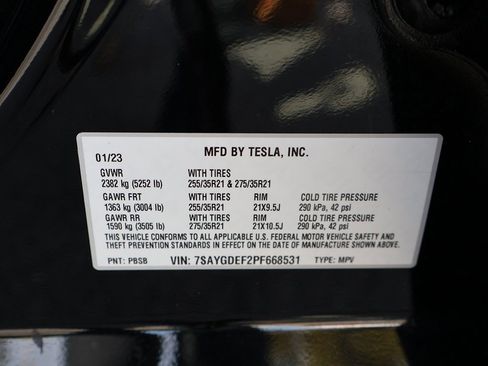 01/23 MFD BY TESLA, INC.
GVWR WITH TIRES
2382 kg (5252 lb) 255/35R21 & 275/35R21
GAWR FRT WITH TIRES RIM COLD TIRE PRESSURE
1363 kg (3004 lb) 255/35R21 21X9.5J 290 kPa, 42 psi
GAWR RR WITH TIRES RIM COLD TIRE PRESSURE
1590 kg (3505 lb) 275/35R21 21X10.5J 290 kPa, 42 psi
THIS VEHICLE CONFORMS TO ALL APPLICABLE U.S. FEDERAL MOTOR VEHICLE SAFETY AND
THEFT PREVENTION STANDARDS IN EFFECT ON THE DATE OF MANUFACTURE SHOWN ABOVE.
PNT: PBSB VIN: 7SAYGDEF2PF668531 TYPE: MPV